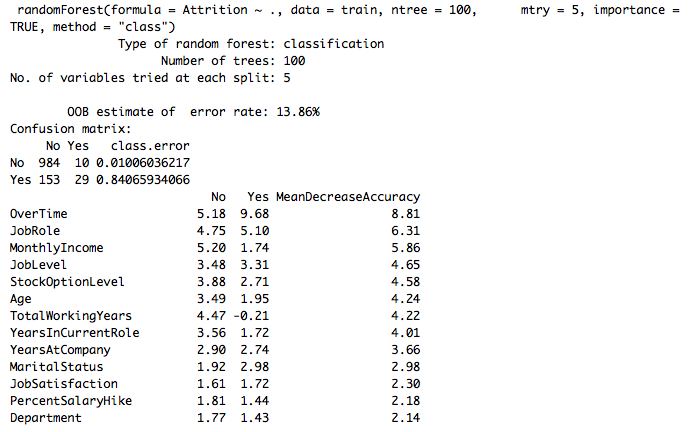 randomForest(formula = Attrition ~ ., data = train, ntree = 100,      mtry = 5, importance =
TRUE, method = "class")
               Type of random forest: classification
                     Number of trees: 100
No. of variables tried at each split: 5

        OOB estimate of  error rate: 13.86%
Confusion matrix:
     No Yes   class.error
No  984  10 0.01006036217
Yes 153  29 0.84065934066
                            No   Yes MeanDecreaseAccuracy
OverTime                  5.18  9.68                 8.81
JobRole                   4.75  5.10                 6.31
MonthlyIncome             5.20  1.74                 5.86
JobLevel                  3.48  3.31                 4.65
StockOptionLevel          3.88  2.71                 4.58
Age                       3.49  1.95                 4.24
TotalWorkingYears         4.47 -0.21                 4.22
YearsInCurrentRole        3.56  1.72                 4.01
YearsAtCompany            2.90  2.74                 3.66
MaritalStatus             1.92  2.98                 2.98
JobSatisfaction           1.61  1.72                 2.30
PercentSalaryHike         1.81  1.44                 2.18
Department                1.77  1.43                 2.14